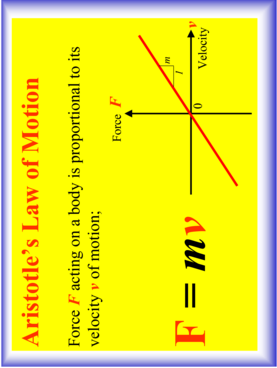 Aristotle's Law of Motion
Force F acting on a body is proportional to its
velocity v of motion;
F = mv
Force F
Velocity v
0
m
1